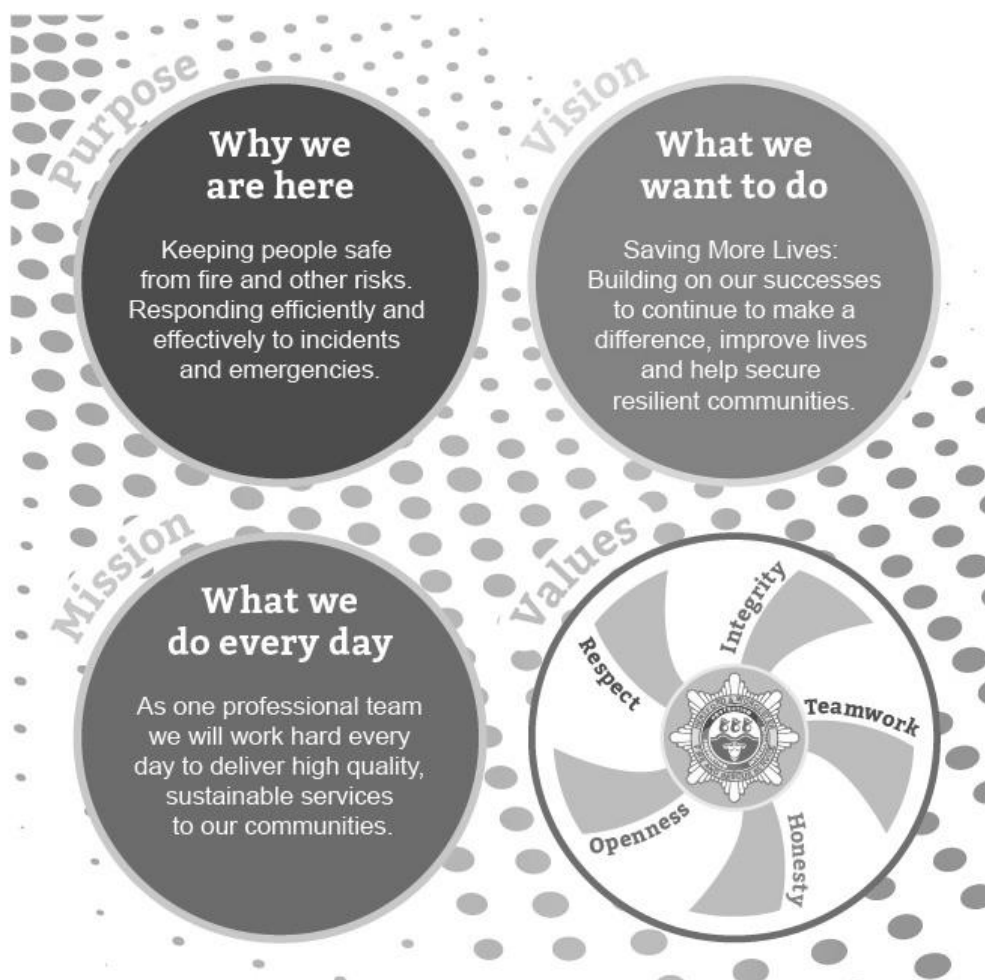 Purpose
Why we
are here
Keeping people safe
from fire and other risks.
Responding efficiently and
effectively to incidents
and emergencies.
Vision
What we
want to do
Saving More Lives:
Building on our successes
to continue to make a
difference, improve lives
and help secure
resilient communities.
Mission
What we
do every day
As one professional team
we will work hard every
day to deliver high quality,
sustainable services
to our communities.
Values
Integrity
Teamwork
Honesty
Openness
Respect